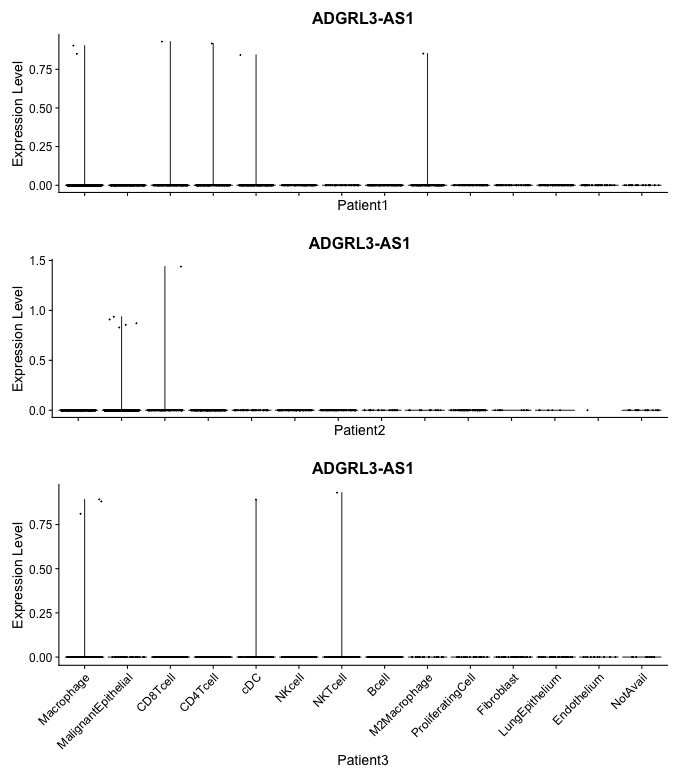 ADGRL3-AS1
Expression Level
0.75
0.50
0.25
0.00
Patient1
ADGRL3-AS1
Expression Level
1.5
1.0
0.5
0.0
Patient2
ADGRL3-AS1
Expression Level
0.75
0.50
0.25
0.00
Macrophage
MalignantEpithelial
CD8Tcell
CD4Tcell
cDC
NKcell
NKTcell
Bcell
M2Macrophage
ProliferatingCell
Fibroblast
LungEpithelium
Endothelium
NotAvail
Patient3